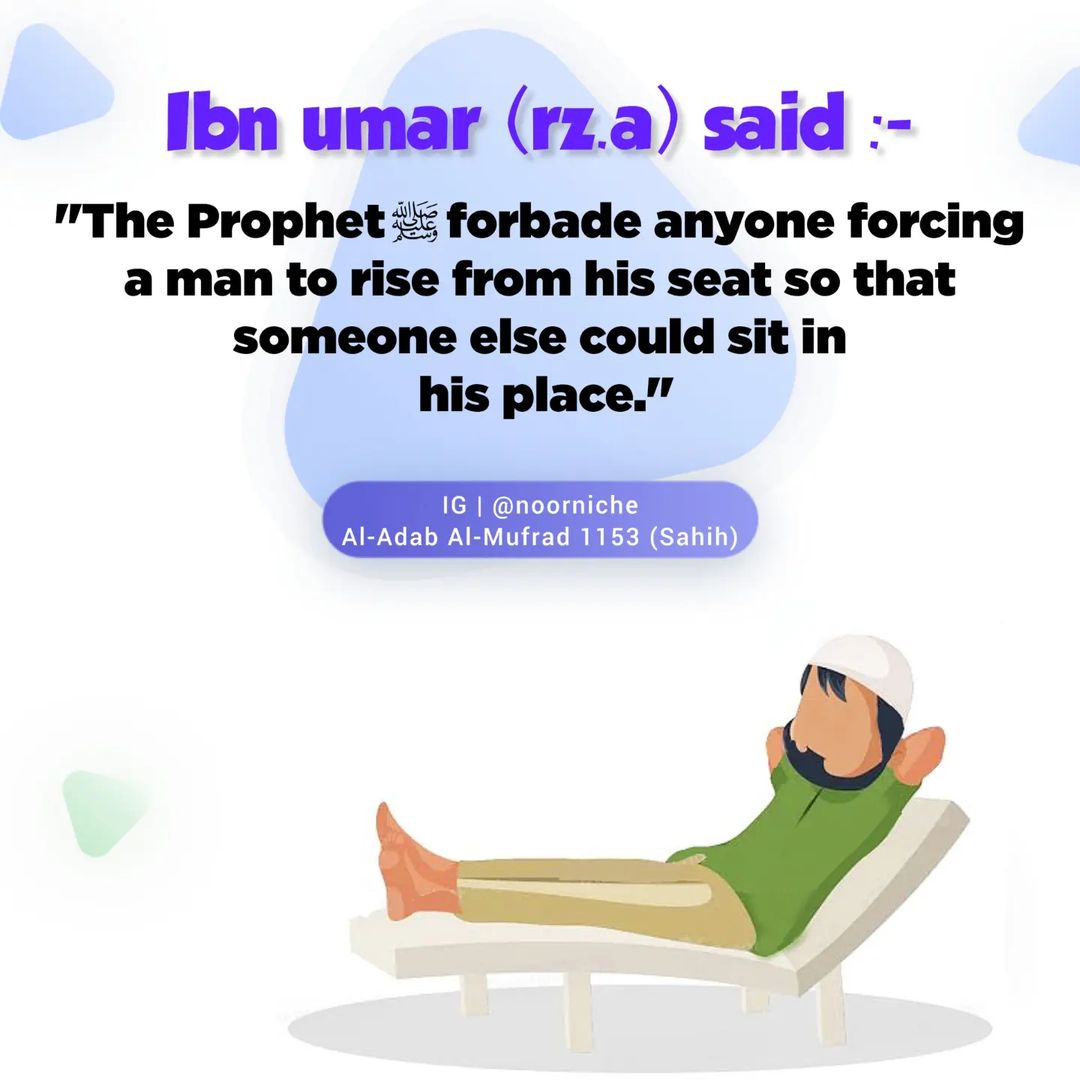 Ibn umar (rz.a) said :-
"The Prophet ﷺ forbade anyone forcing
a man to rise from his seat so that
someone else could sit in
his place."
IG | @noorniche
Al-Adab Al-Mufrad 1153 (Sahih)